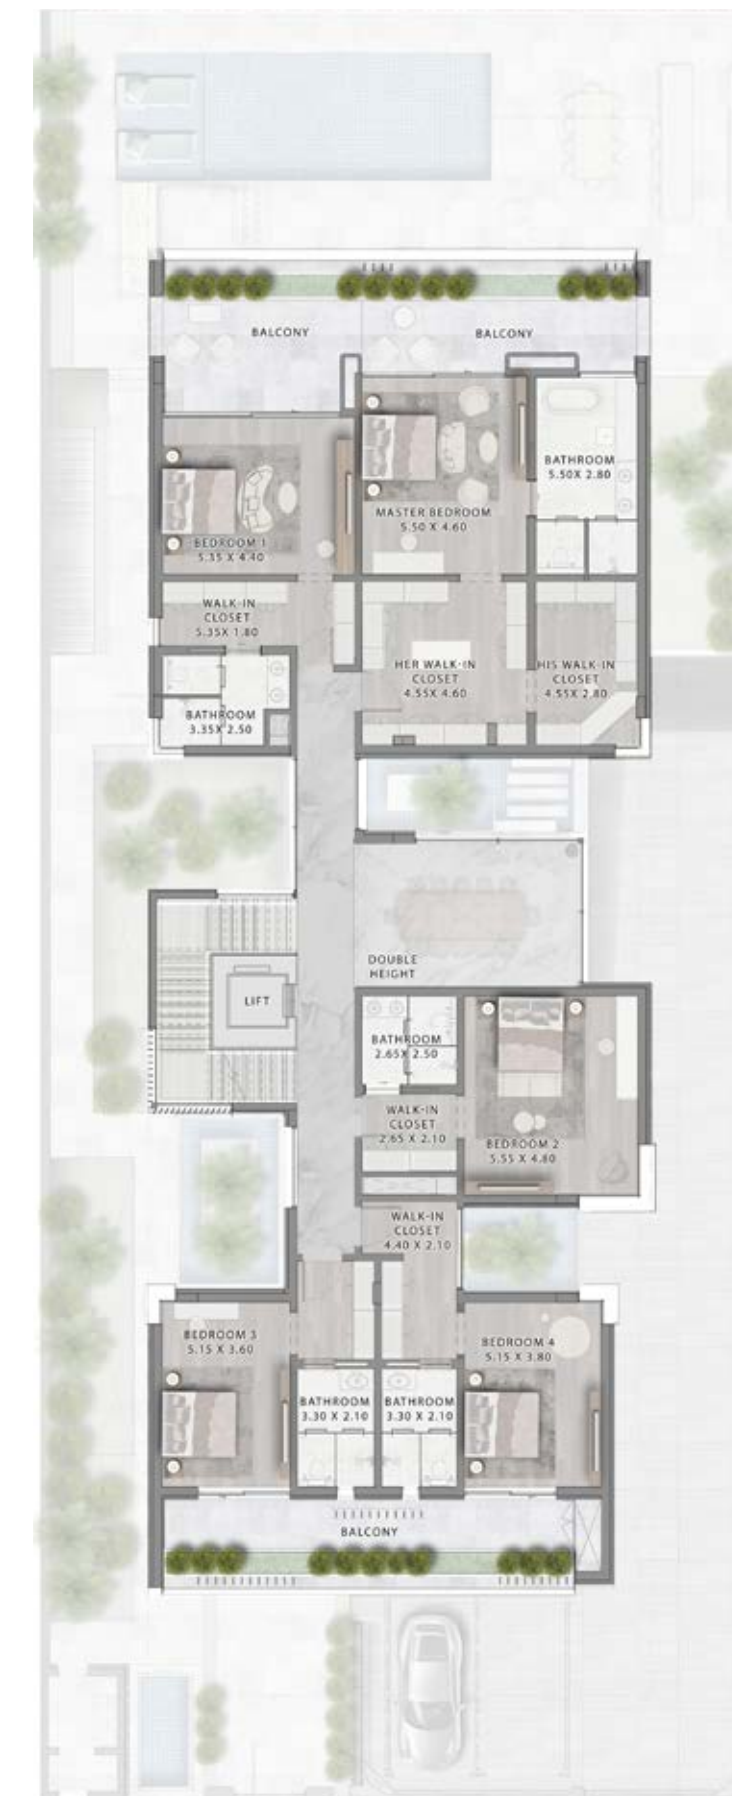 BALCONY
BALCONY
BATHROOM
5.50X 2.80
MASTER BEDROOM
5.50 X 4.60
BEDROOM 1
5.35 X 4.40
WALK-IN
CLOSET
5.35X 1.80
HER WALK-IN
CLOSET
4.55X 4.60
HIS WALK-IN
CLOSET
4.55X 2.80
BATHROOM
3.35X 2.50
DOUBLE
HEIGHT
LIFT
BATHROOM
2.65X 2.50
WALK-IN
CLOSET
2.65 X 2.10
BEDROOM 2
5.55 X 4.80
WALK-IN
CLOSET
4.40 X 2.10
BEDROOM 3
5.15 X 3.60
BEDROOM 4
5.15 X 3.80
BATHROOM
3.30 X 2.10
BATHROOM
3.30 X 2.10
BALCONY